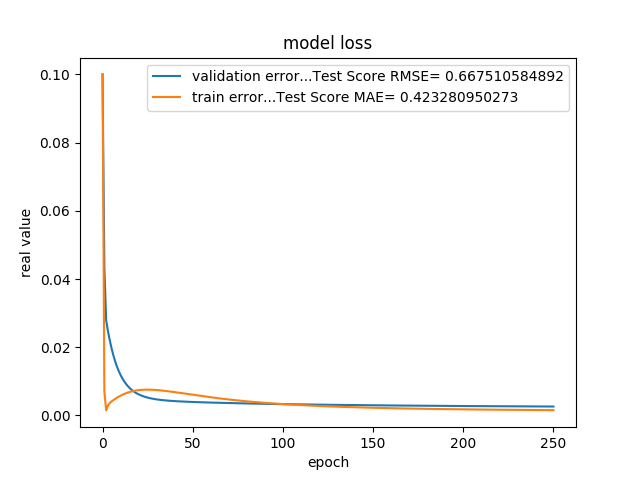 model loss
validation error...Test Score RMSE= 0.667510584892
train error...Test Score MAE= 0.423280950273
0.10
0.08
0.06
0.04
0.02
0.00
real value
0 50 100 150 200 250
epoch